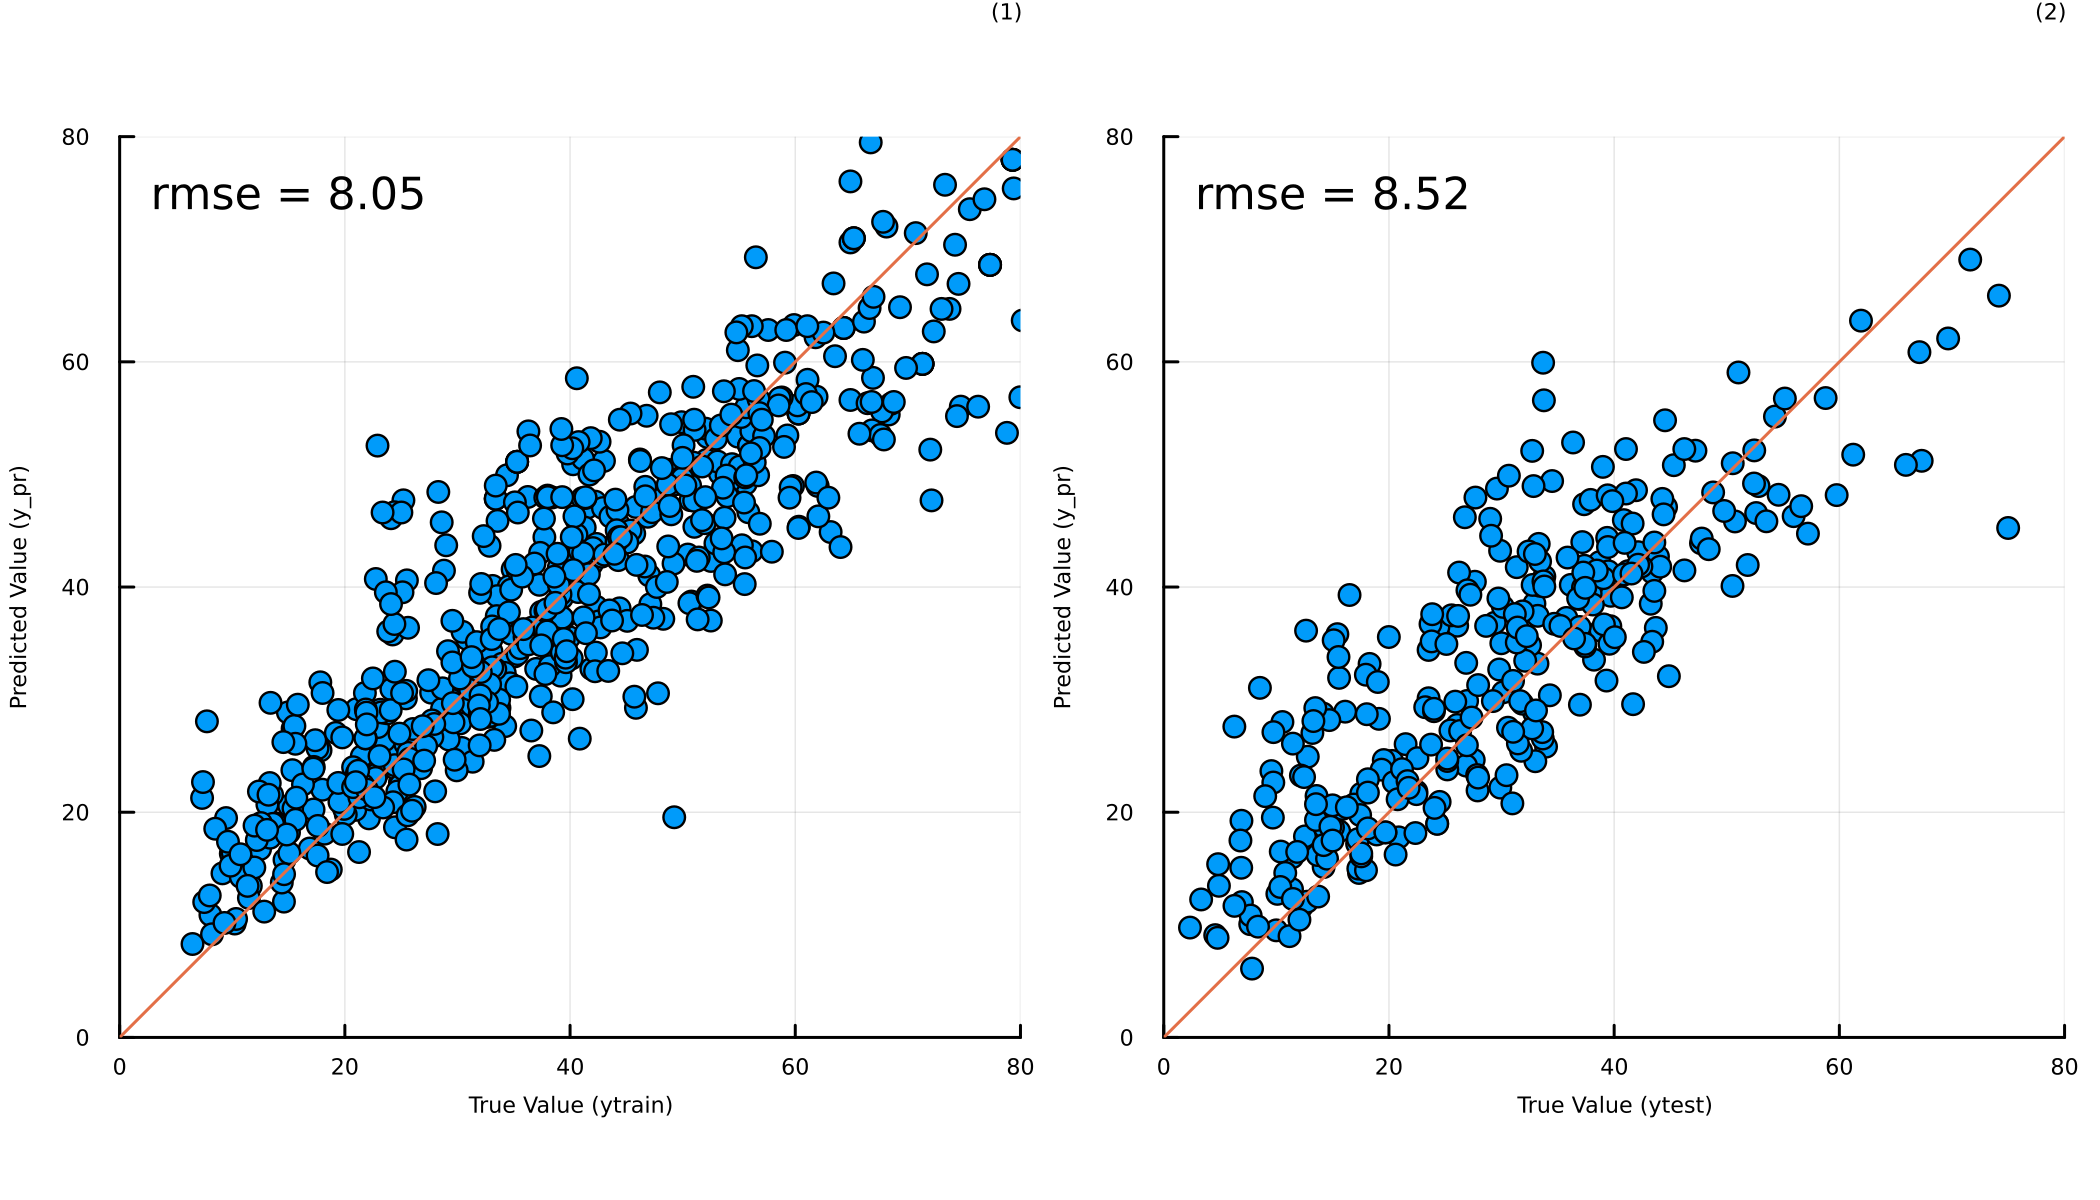 (1)
80
60
40
20
0
rmse = 8.05
Predicted Value (y_pr)
0 20 40 60 80
True Value (ytrain)
(2)
80
60
40
20
0
rmse = 8.52
Predicted Value (y_pr)
0 20 40 60 80
True Value (ytest)